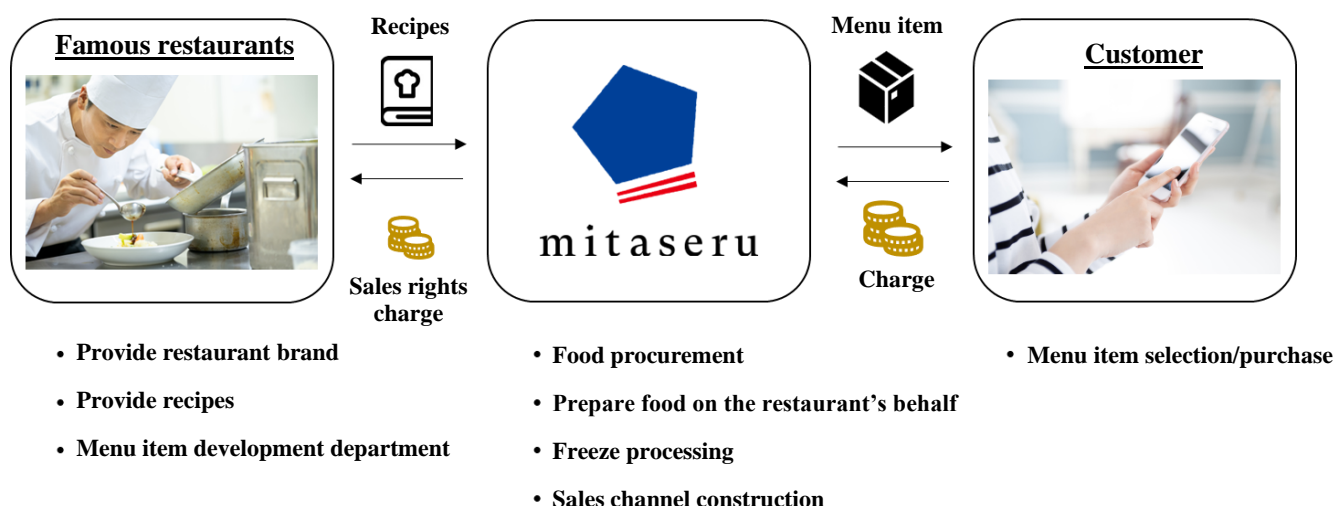 Famous restaurants
Recipes
Sales rights
charge
mitaseru
Menu item
Charge
Customer
• Provide restaurant brand
• Provide recipes
• Menu item development department
• Food procurement
• Prepare food on the restaurant's behalf
• Freeze processing
• Sales channel construction
• Menu item selection/purchase